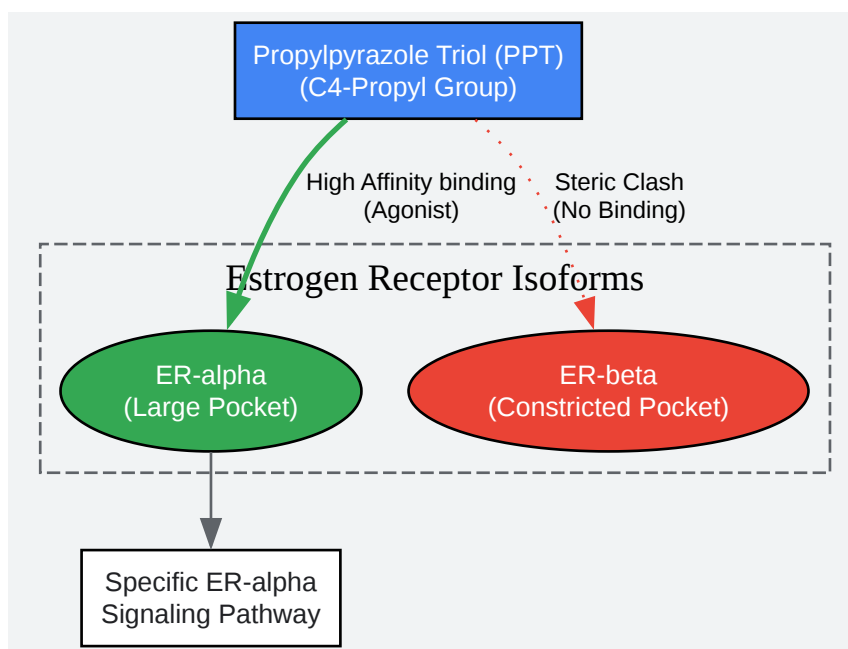 Propylpyrazole Triol (PPT)
(C4-Propyl Group)
High Affinity binding
(Agonist)
Steric Clash
(No Binding)
Estrogen Receptor Isoforms
ER-alpha
(Large Pocket)
ER-beta
(Constricted Pocket)
Specific ER-alpha
Signaling Pathway